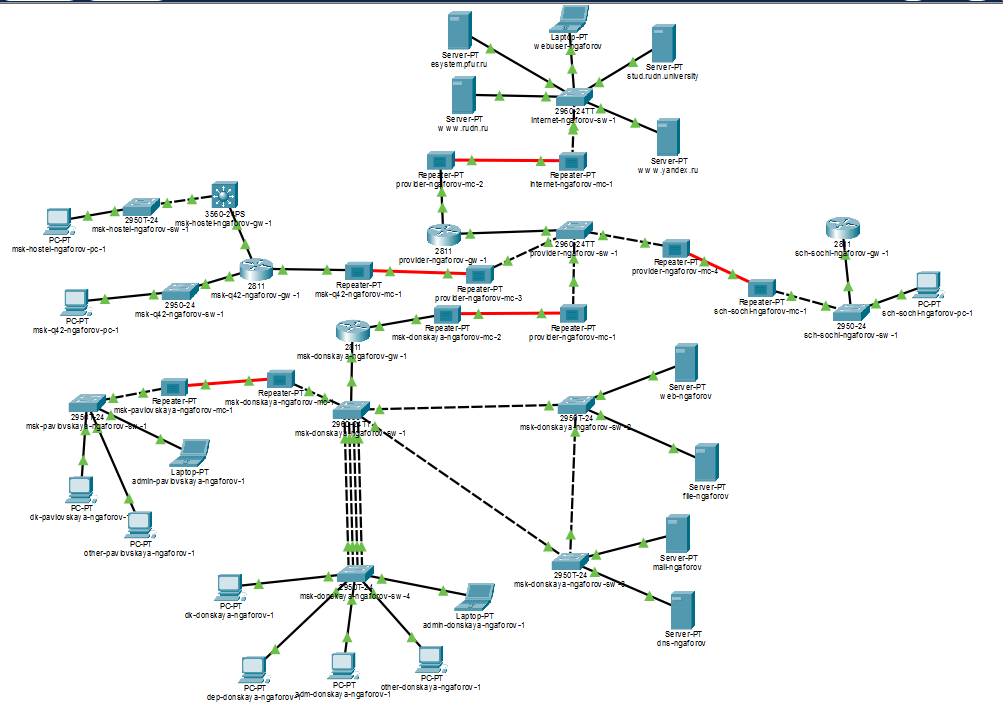 Server-PT
esystem.pfur.ru
Laptop-PT
webuser-ngaforov
Server-PT
stud.rudn.university
Server-PT
www.rudn.ru
2960-24TT
internet-ngaforov-sw-1
Server-PT
www.yandex.ru
Repeater-PT
provider-ngaforov-mc-2
Repeater-PT
internet-ngaforov-mc-1
3560-24PS
msk-hostel-ngaforov-gw-1
2950T-24
msk-hostel-ngaforov-sw-1
PC-PT
msk-hostel-ngaforov-pc-1
2811
provider-ngaforov-gw-1
2960-24TT
provider-ngaforov-sw-1
Repeater-PT
provider-ngaforov-mc-4
2811
sch-sochi-ngaforov-gw-1
2811
msk-q42-ngaforov-gw-1
Repeater-PT
msk-q42-ngaforov-mc-1
Repeater-PT
provider-ngaforov-mc-3
Repeater-PT
sch-sochi-ngaforov-mc-1
PC-PT
sch-sochi-ngaforov-pc-1
2950-24
msk-q42-ngaforov-sw-1
PC-PT
msk-q42-ngaforov-pc-1
2950-24
sch-sochi-ngaforov-sw-1
Repeater-PT
msk-donskaya-ngaforov-mc-2
Repeater-PT
provider-ngaforov-mc-1
2811
msk-donskaya-ngaforov-gw-1
Repeater-PT
msk-pavlovskaya-ngaforov-mc-1
Repeater-PT
msk-donskaya-ngaforov-mc-1
2950T-24
msk-pavlovskaya-ngaforov-sw-1
2960-24TT
msk-donskaya-ngaforov-sw-1
2950T-24
msk-donskaya-ngaforov-sw-2
Server-PT
web-ngaforov
Laptop-PT
admin-pavlovskaya-ngaforov-1
Server-PT
file-ngaforov
PC-PT
dk-pavlovskaya-ngaforov-1
PC-PT
other-pavlovskaya-ngaforov-1
Server-PT
mail-ngaforov
2950T-24
msk-donskaya-ngaforov-sw-3
2950T-24
msk-donskaya-ngaforov-sw-4
PC-PT
dk-donskaya-ngaforov-1
Laptop-PT
admin-donskaya-ngaforov-1
Server-PT
dns-ngaforov
PC-PT
dep-donskaya-ngaforov-1
PC-PT
adm-donskaya-ngaforov-1
PC-PT
other-donskaya-ngaforov-1